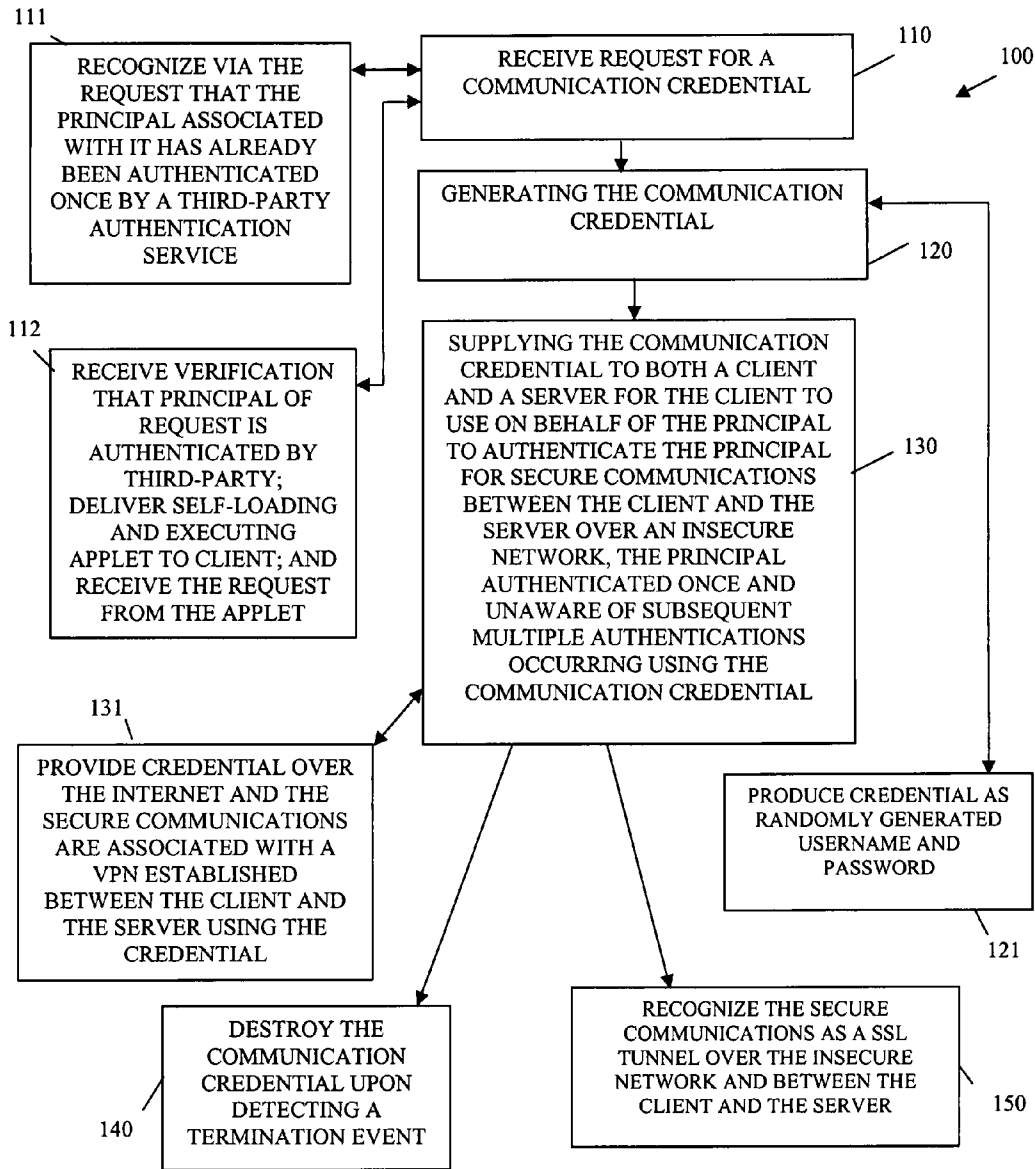 111
RECOGNIZE VIA THE
REQUEST THAT THE
PRINCIPAL ASSOCIATED
WITH IT HAS ALREADY
BEEN AUTHENTICATED
ONCE BY A THIRD-PARTY
AUTHENTICATION
SERVICE
RECEIVE REQUEST FOR A
COMMUNICATION CREDENTIAL
110
100
GENERATING THE COMMUNICATION
CREDENTIAL
120
112
RECEIVE VERIFICATION
THAT PRINCIPAL OF
REQUEST IS
AUTHENTICATED BY
THIRD-PARTY;
DELIVER SELF-LOADING
AND EXECUTING
APPLET TO CLIENT; AND
RECEIVE THE REQUEST
FROM THE APPLET
SUPPLYING THE COMMUNICATION
CREDENTIAL TO BOTH A CLIENT
AND A SERVER FOR THE CLIENT TO
USE ON BEHALF OF THE PRINCIPAL
TO AUTHENTICATE THE PRINCIPAL
FOR SECURE COMMUNICATIONS
BETWEEN THE CLIENT AND THE
SERVER OVER AN INSECURE
NETWORK, THE PRINCIPAL
AUTHENTICATED ONCE AND
UNAWARE OF SUBSEQUENT
MULTIPLE AUTHENTICATIONS
OCCURRING USING THE
COMMUNICATION CREDENTIAL
130
131
PROVIDE CREDENTIAL OVER
THE INTERNET AND THE
SECURE COMMUNICATIONS
ARE ASSOCIATED WITH A
VPN ESTABLISHED
BETWEEN THE CLIENT AND
THE SERVER USING THE
CREDENTIAL
PRODUCE CREDENTIAL AS
RANDOMLY GENERATED
USERNAME AND
PASSWORD
121
DESTROY THE
COMMUNICATION
CREDENTIAL UPON
DETECTING A
TERMINATION EVENT
140
RECOGNIZE THE SECURE
COMMUNICATIONS AS A SSL
TUNNEL OVER THE INSECURE
NETWORK AND BETWEEN THE
CLIENT AND THE SERVER
150